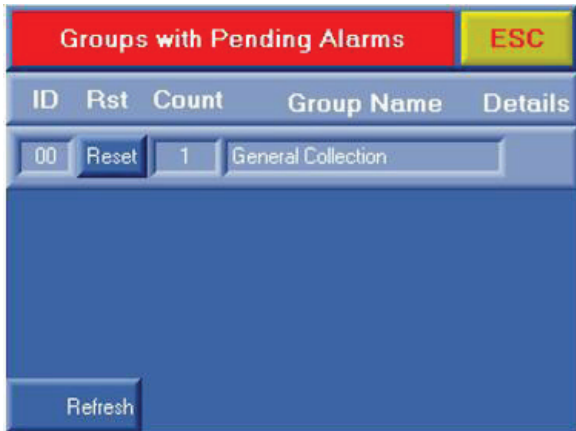 Groups with Pending Alarms ESC
ID Rst Count Group Name Details
00 Reset 1 General Collection
Refresh